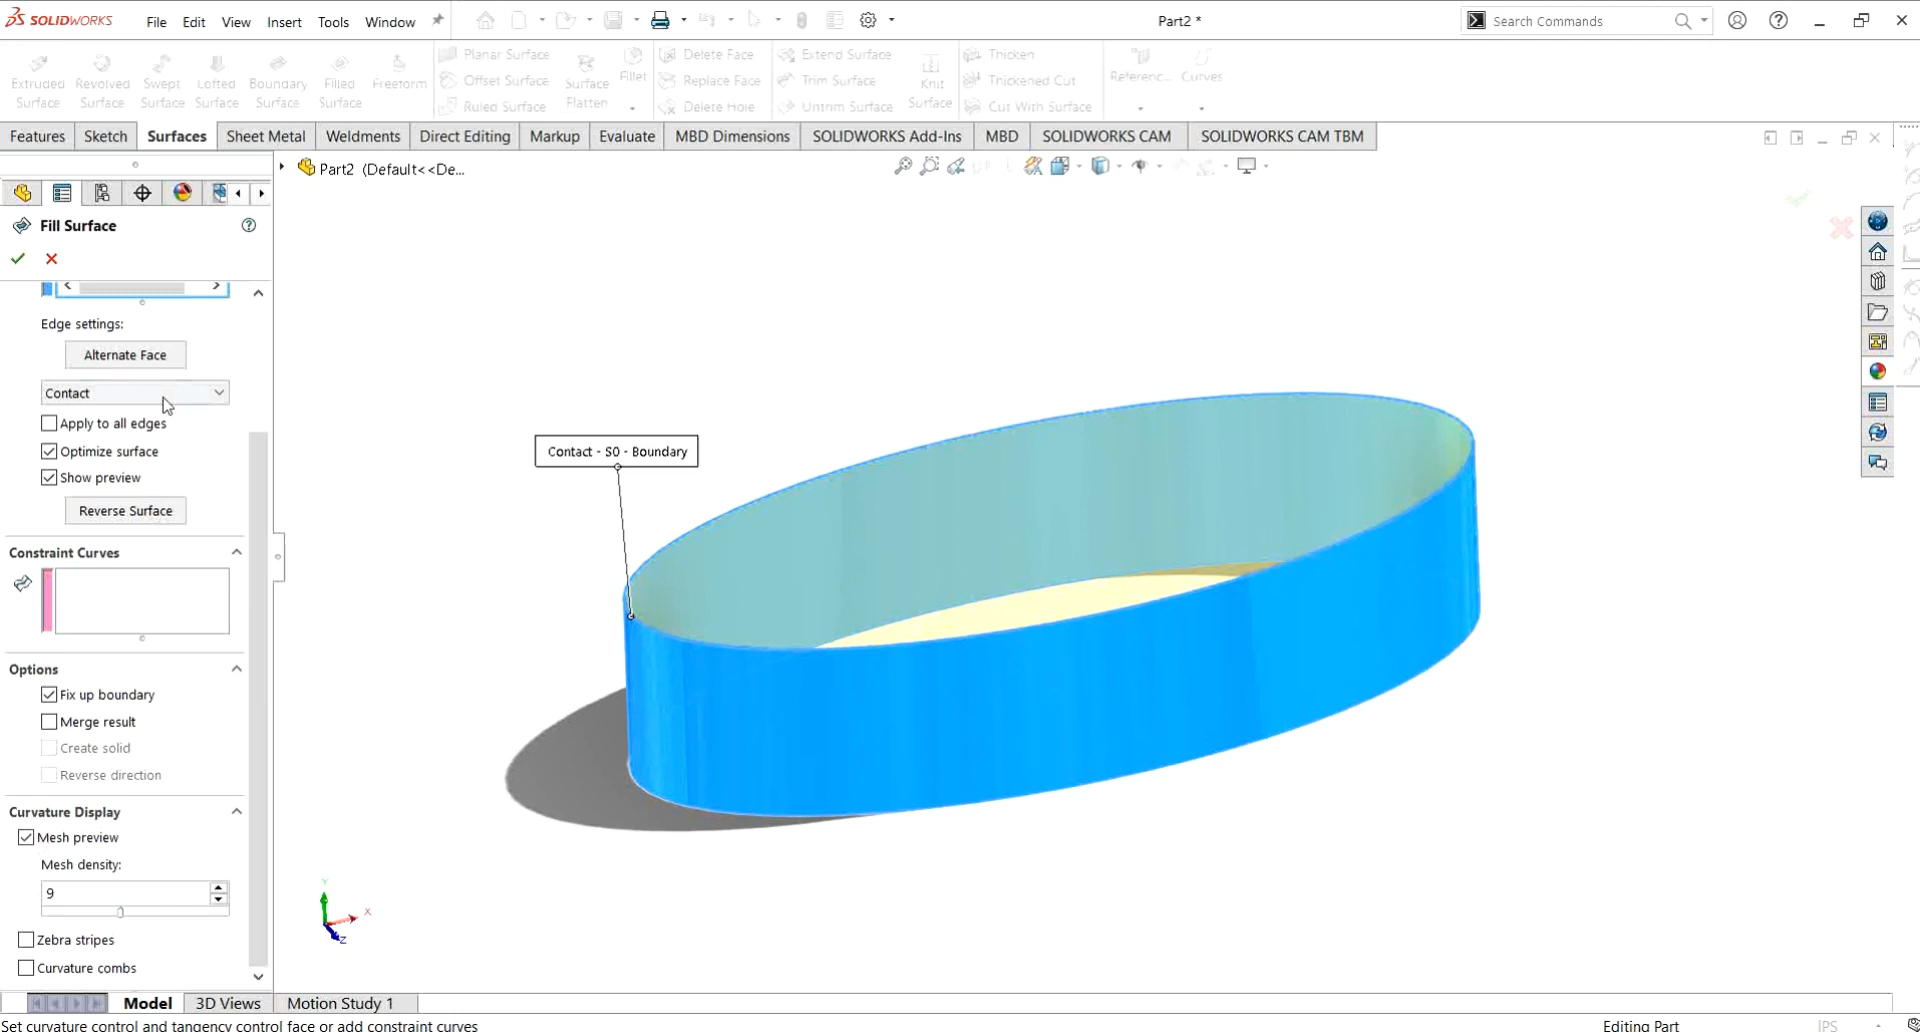 SOLIDWORKS File Edit View Insert Tools Window Part2 * Search Commands
Extruded Surface
Revolved Surface
Swept Surface
Lofted Surface
Boundary Surface
Filled Surface
Freeform
Planar Surface
Offset Surface
Ruled Surface
Surface Flatten
Fillet
Delete Face
Replace Face
Delete Hole
Extend Surface
Trim Surface
Untrim Surface
Knit Surface
Thicken
Thickened Cut
Cut With Surface
Referenc...
Curves
Features Sketch Surfaces Sheet Metal Weldments Direct Editing Markup Evaluate MBD Dimensions SOLIDWORKS Add-Ins MBD SOLIDWORKS CAM SOLIDWORKS CAM TBM
Part2 (Default<<De...
Fill Surface
Edge settings:
Alternate Face
Contact
Apply to all edges
Optimize surface
Show preview
Reverse Surface
Constraint Curves
Options
Fix up boundary
Merge result
Create solid
Reverse direction
Curvature Display
Mesh preview
Mesh density:
9
Zebra stripes
Curvature combs
Contact - S0 - Boundary
Y
X
Z
Model 3D Views Motion Study 1
Set curvature control and tangency control face or add constraint curves Editing Part IPS